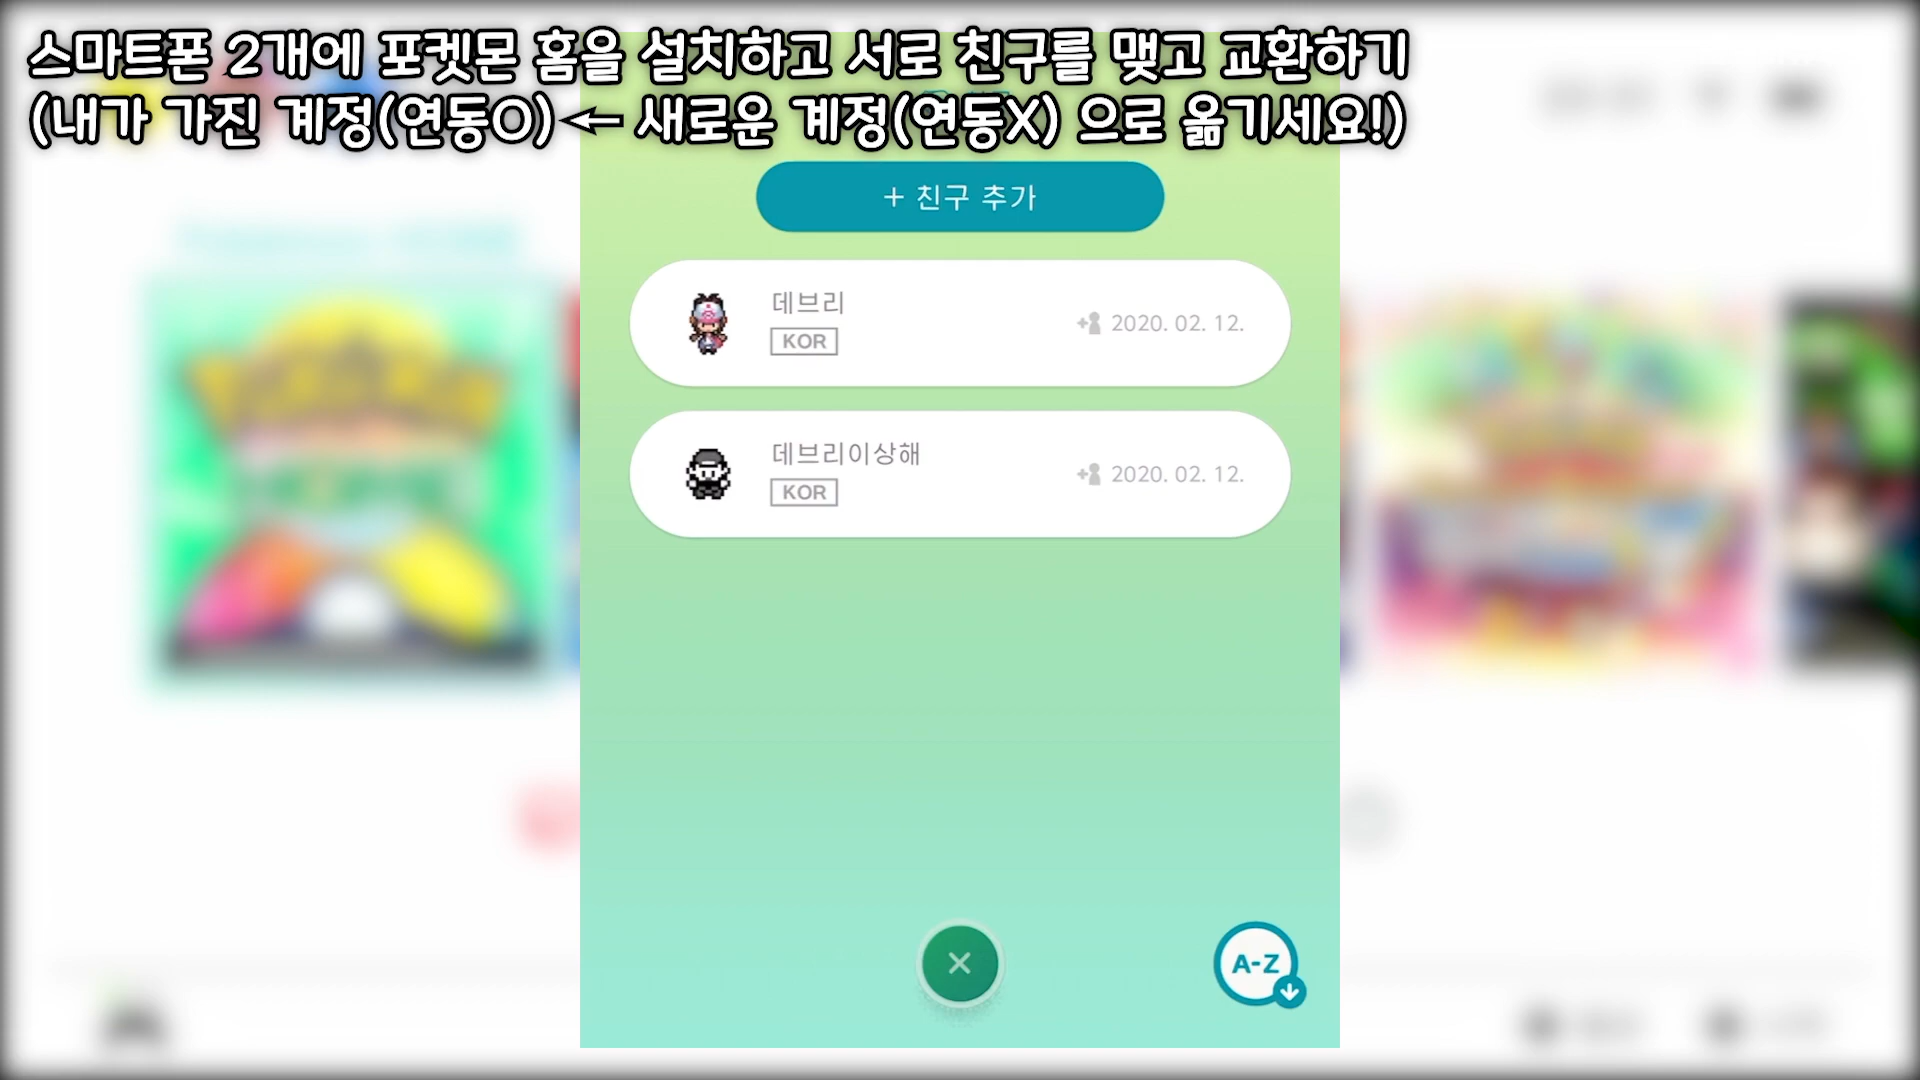 스마트폰 2개에 포켓몬 홈을 설치하고 서로 친구를 맺고 교환하기
(내가 가진 계정(연동O)← 새로운 계정(연동X) 으로 옮기세요!)
+ 친구 추가
데브리
KOR
2020. 02. 12.
데브리이상해
KOR
2020. 02. 12.
A-Z